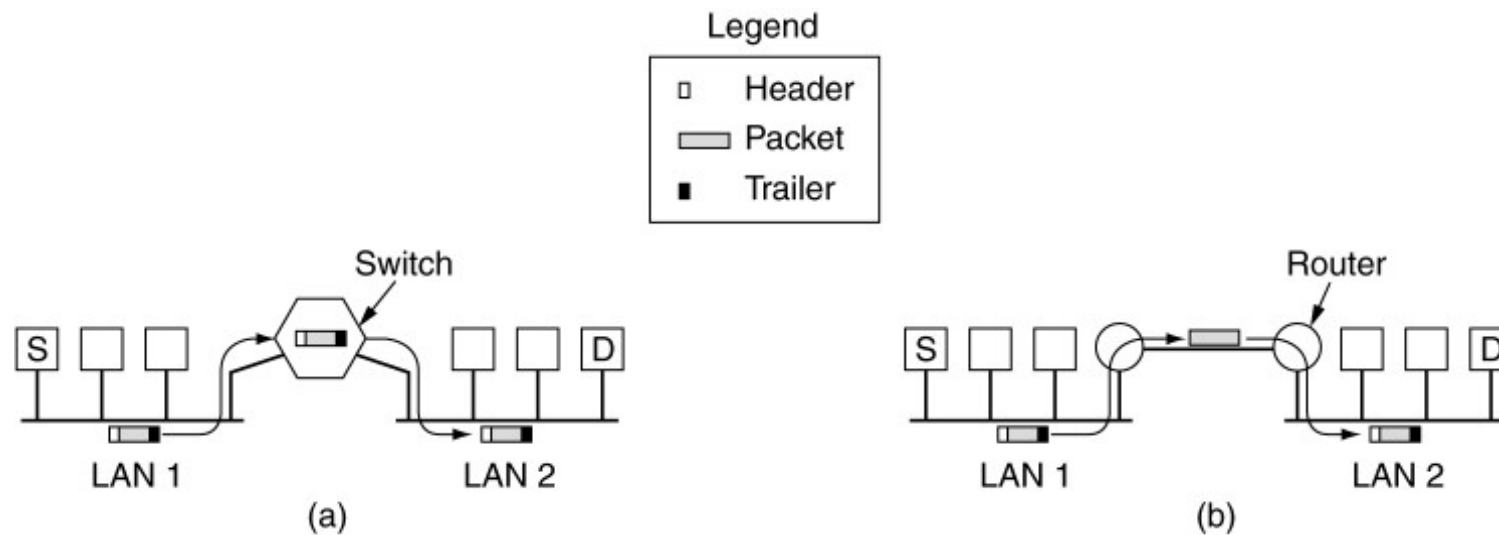 Legend
Header
Packet
Trailer
Switch
S
D
LAN 1
LAN 2
(a)
Router
S
D
LAN 1
LAN 2
(b)